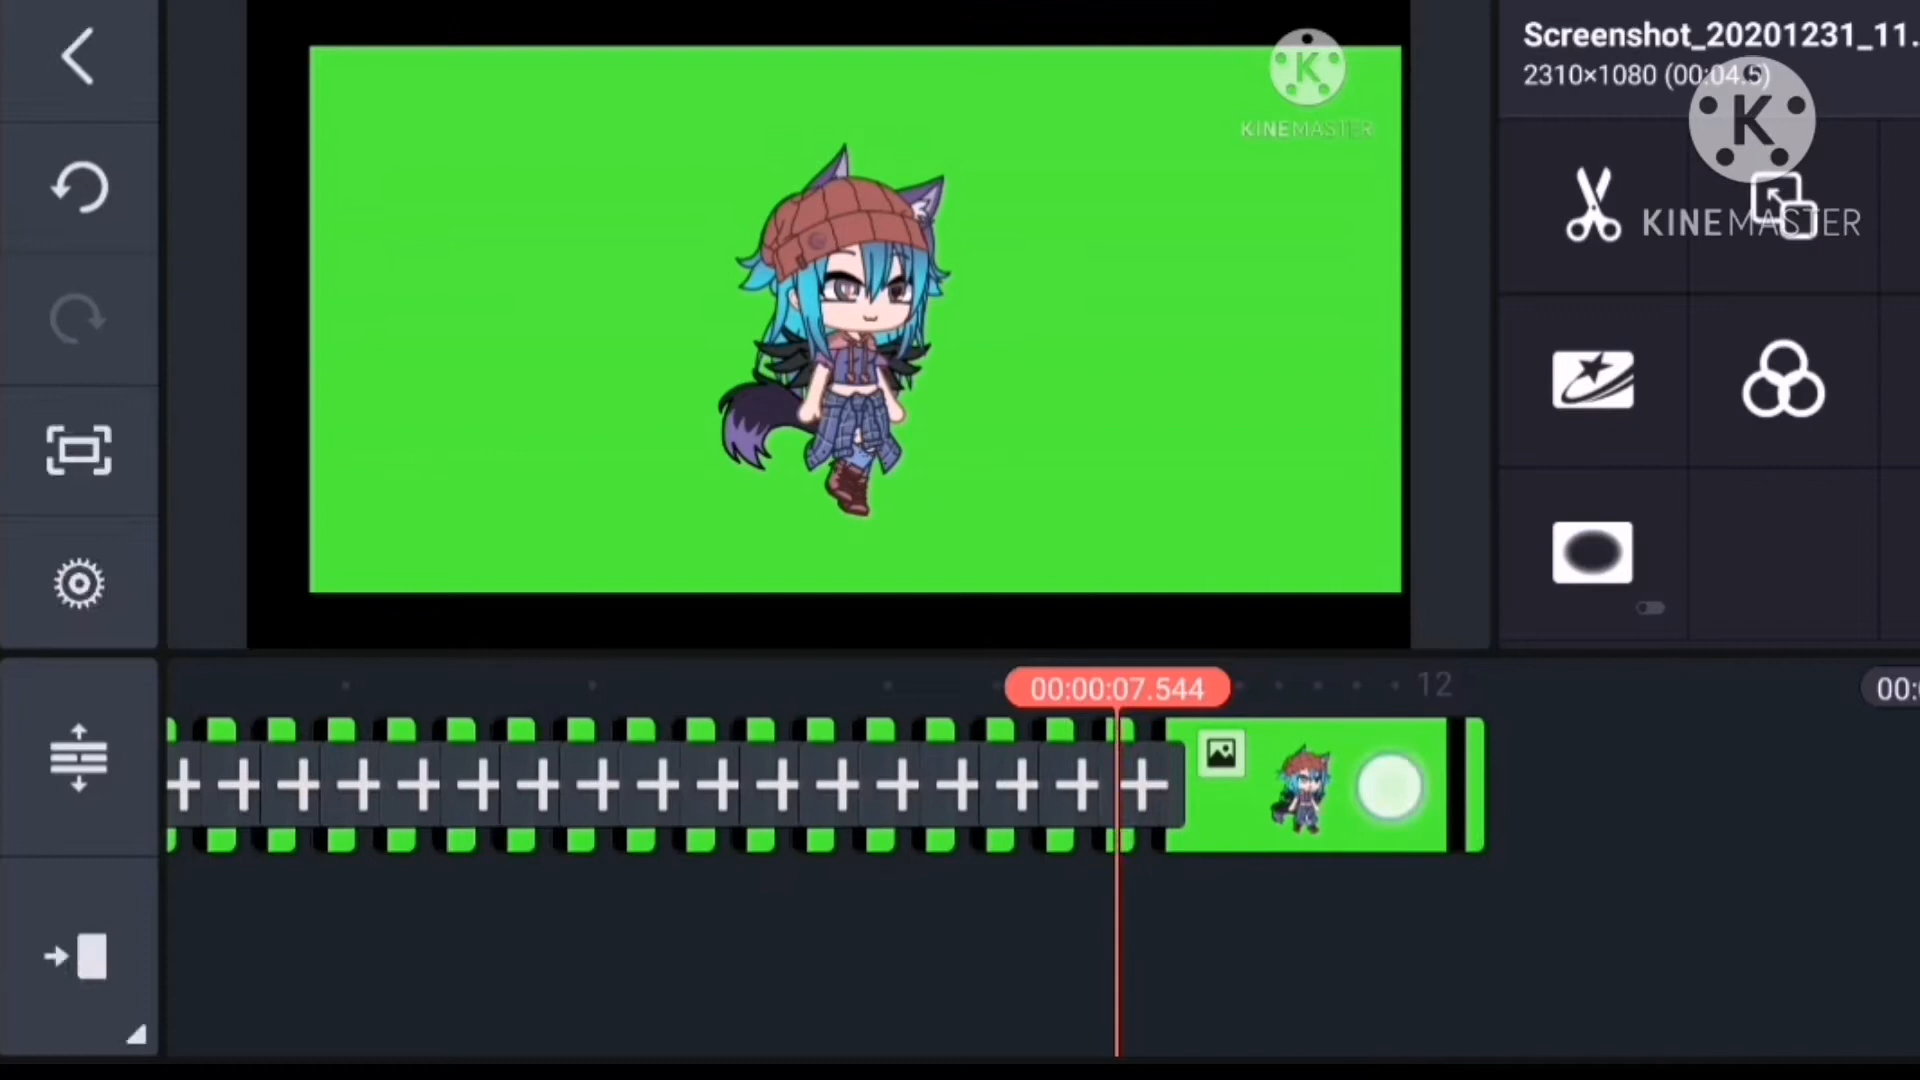 Screenshot_20201231_11.
2310×1080 (00:04.5)
K
KINEMASTER
K
KINEMASTER
00:00:07.544
12
00: